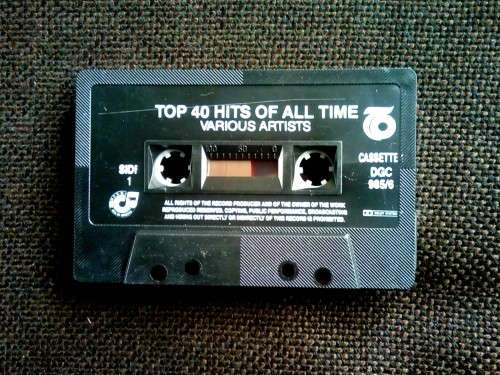 TOP 40 HITS OF ALL TIME
VARIOUS ARTISTS
SIDE
1
CASSETTE
DGC
985/6
ALL RIGHTS OF THE RECORD PRODUCER AND OF THE OWNER OF THE WORK
REPRODUCED RESERVED. COPYING, PUBLIC PERFORMANCE, BROADCASTING
AND HIRING OUT DIRECTLY OR INDIRECTLY OF THIS RECORD IS PROHIBITED.